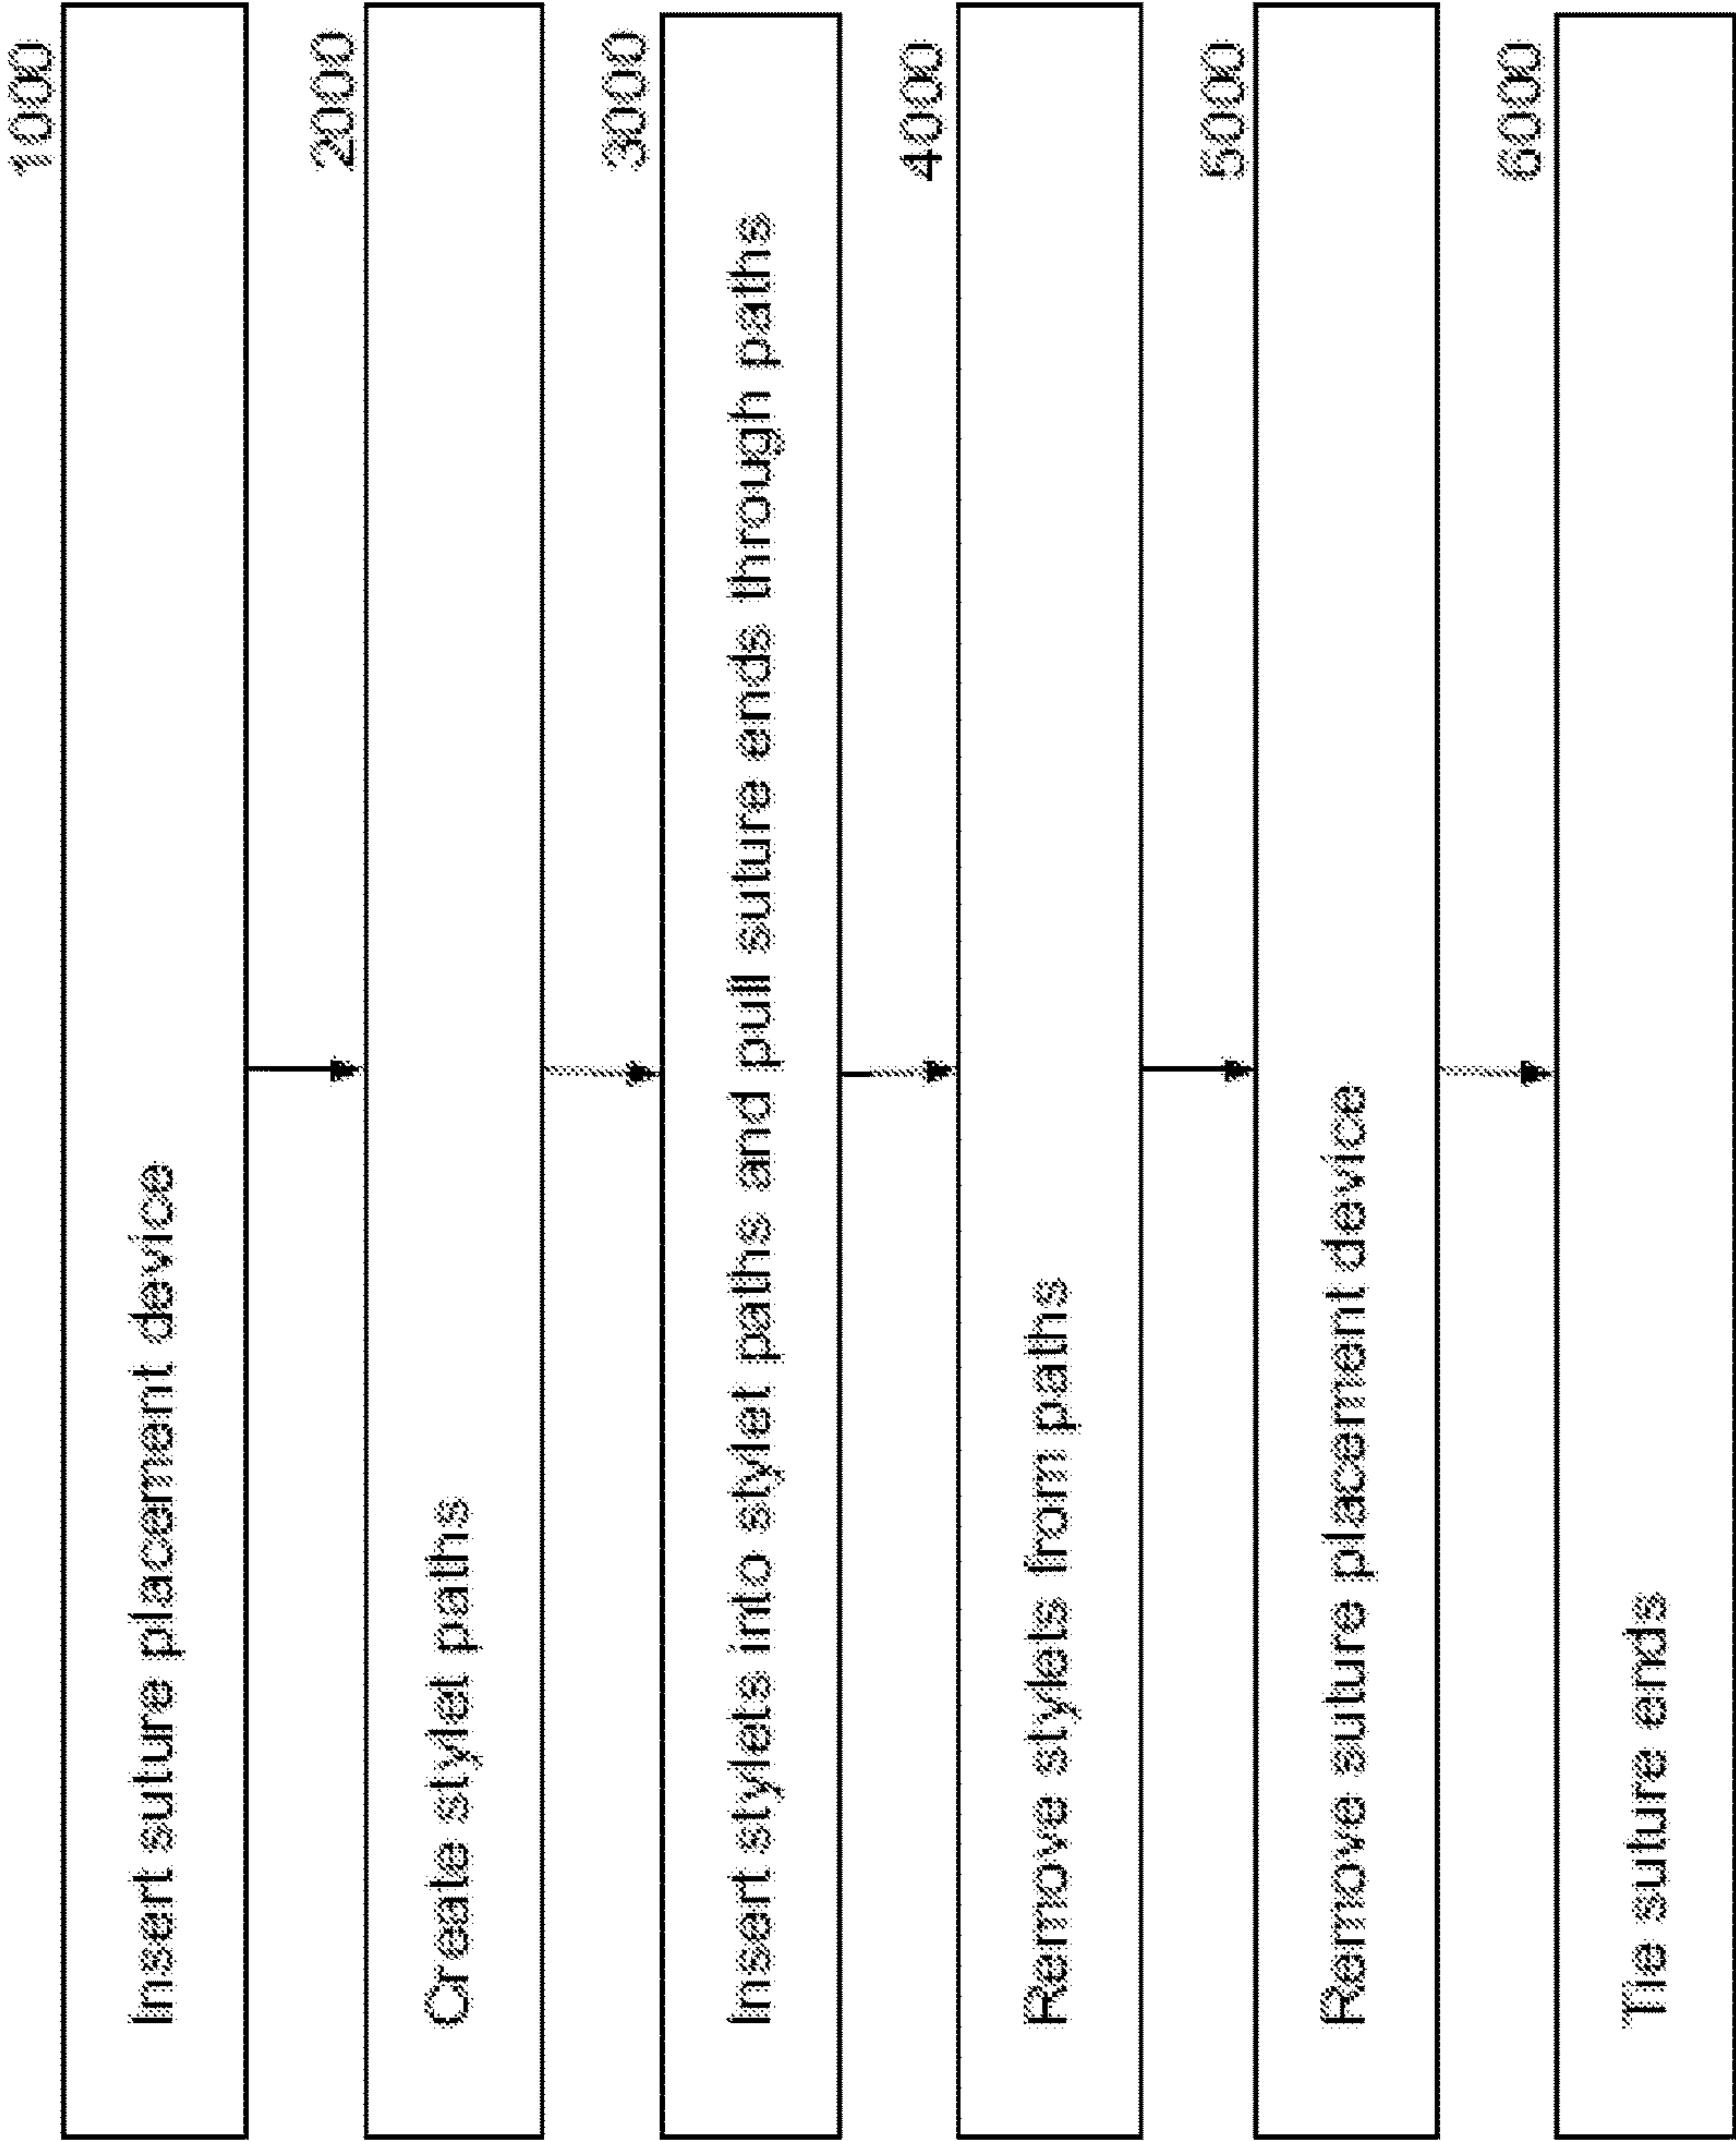 1000
Insert suture placement device
2000
Create stylet paths
3000
Insert stylets into stylet paths and pull suture ends through paths
4000
Remove stylets from paths
5000
Remove suture placement device
6000
Tie suture ends